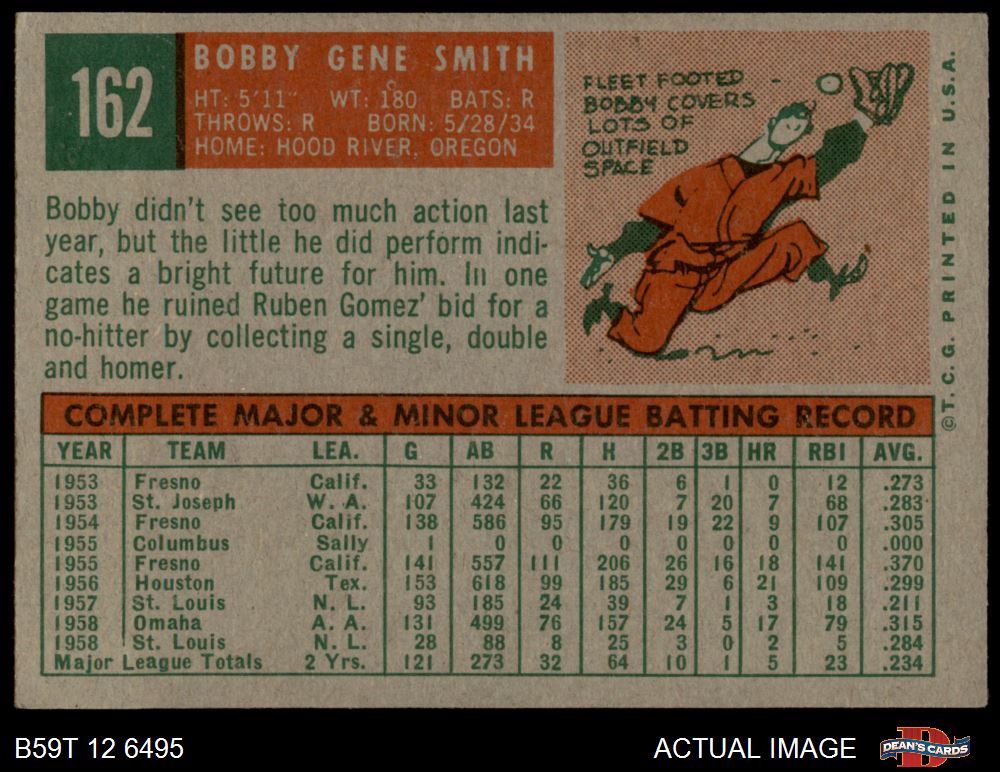 162
BOBBY GENE SMITH
HT: 5'11" WT: 180 BATS: R
THROWS: R BORN: 5/28/34
HOME: HOOD RIVER, OREGON
FLEET FOOTED
BOBBY COVERS
LOTS OF
OUTFIELD
SPACE
Bobby didn't see too much action last
year, but the little he did perform indi-
cates a bright future for him. In one
game he ruined Ruben Gomez' bid for a
no-hitter by collecting a single, double
and homer.
©T. C. G. PRINTED IN U.S.A.
COMPLETE MAJOR & MINOR LEAGUE BATTING RECORD
YEAR TEAM LEA. G AB R H 2B 3B HR RBI AVG.
1953 Fresno Calif. 33 132 22 36 6 1 0 12 .273
1953 St. Joseph W. A. 107 424 66 120 7 20 7 68 .283
1954 Fresno Calif. 138 586 95 179 19 22 9 107 .305
1955 Columbus Sally 1 0 0 0 0 0 0 0 .000
1955 Fresno Calif. 141 557 111 206 26 16 18 141 .370
1956 Houston Tex. 153 618 99 185 29 6 21 109 .299
1957 St. Louis N. L. 93 185 24 39 7 1 3 18 .211
1958 Omaha A. A. 131 499 76 157 24 5 17 79 .315
1958 St. Louis N. L. 28 88 8 25 3 0 2 5 .284
Major League Totals 2 Yrs. 121 273 32 64 10 1 5 23 .234
B59T 12 6495
ACTUAL IMAGE
D
DEAN'S CARDS